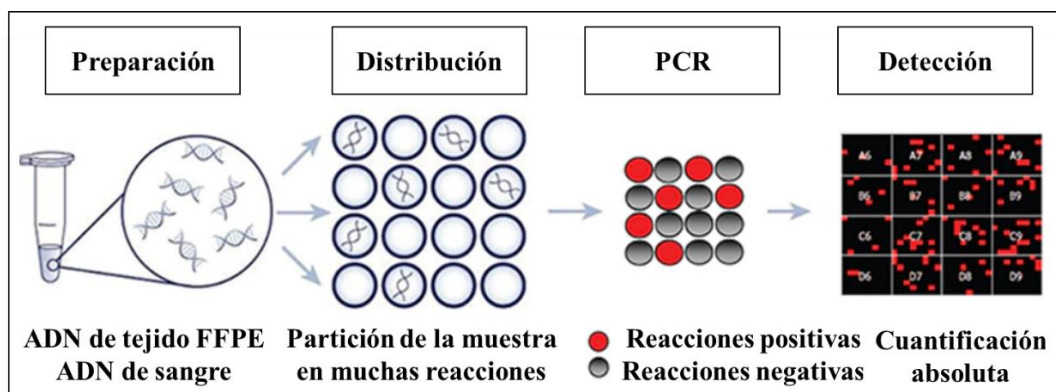 Preparación
Distribución
PCR
Detección
A6 A7 A8 A9
B6 B7 B8 B9
C6 C7 C8 C9
D6 D7 D8 D9
ADN de tejido FFPE
ADN de sangre
Partición de la muestra
en muchas reacciones
Reacciones positivas
Reacciones negativas
Cuantificación
absoluta